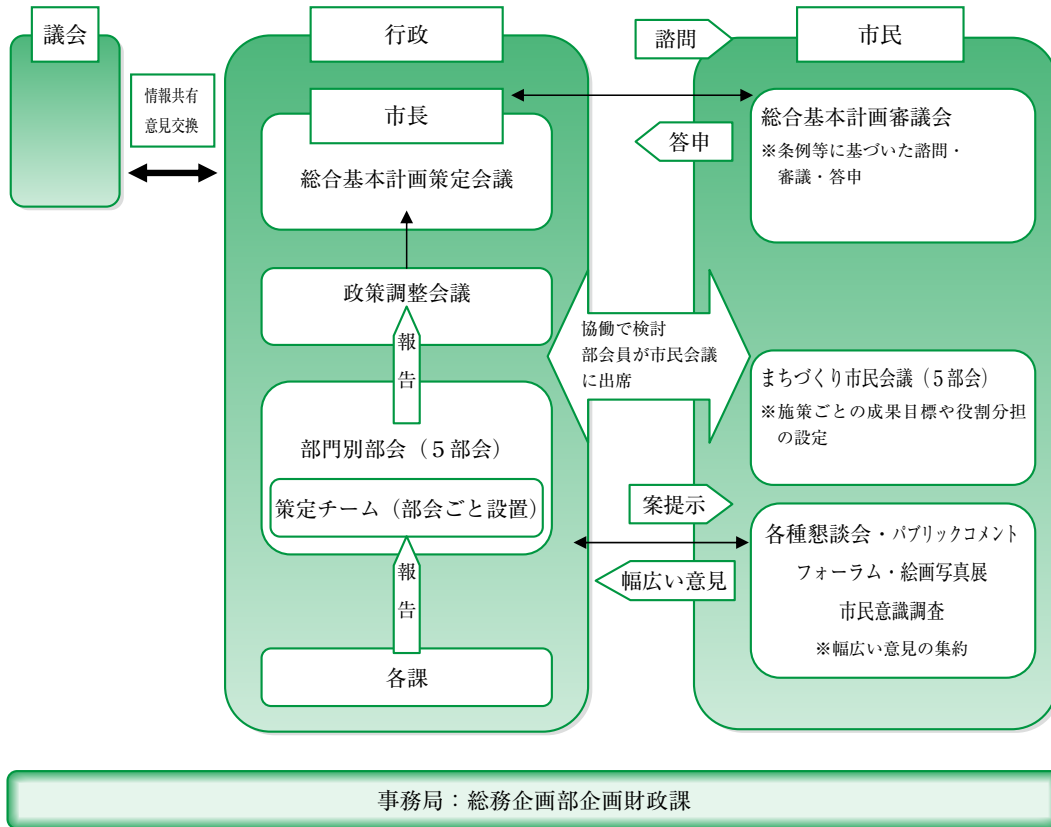 議会
情報共有
意見交換
行政
市長
総合基本計画策定会議
政策調整会議
報告
部門別部会（５部会）
策定チーム（部会ごと設置）
報告
各課
諮問
答申
協働で検討
部会員が市民会議
に出席
案提示
幅広い意見
市民
総合基本計画審議会
※条例等に基づいた諮問・
審議・答申
まちづくり市民会議（５部会）
※施策ごとの成果目標や役割分担
の設定
各種懇談会・パブリックコメント
フォーラム・絵画写真展
市民意識調査
※幅広い意見の集約
事務局：総務企画部企画財政課